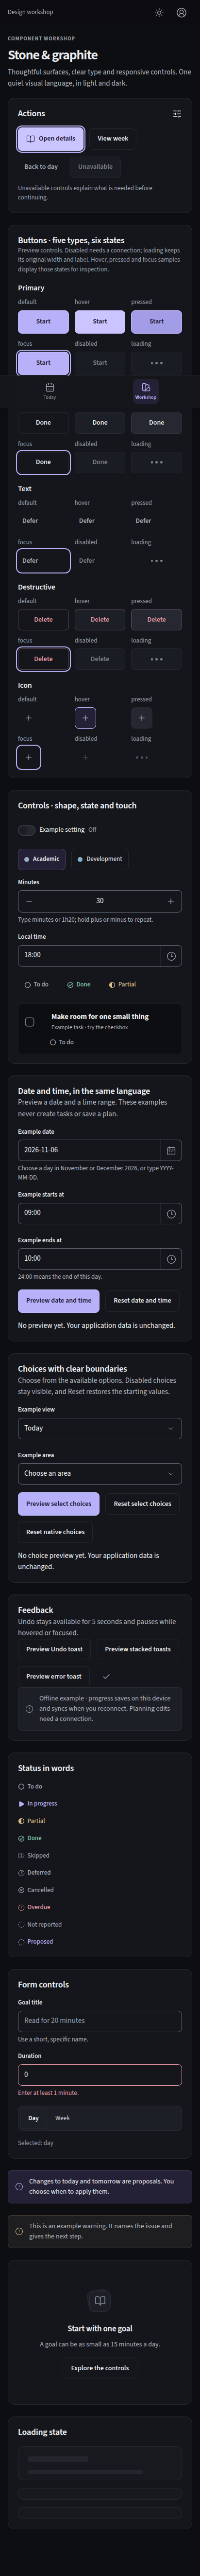 Design workshop
COMPONENT WORKSHOP
Stone & graphite
Thoughtful surfaces, clear type and responsive controls. One
quiet visual language, in light and dark.
Actions
Open details
View week
Back to day
Unavailable
Unavailable controls explain what is needed before
continuing.
Buttons · five types, six states
Preview controls. Disabled needs a connection; loading keeps
its original width and label. Hover, pressed and focus samples
display those states for inspection.
Primary
default
hover
pressed
Start
Start
Start
focus
disabled
loading
Start
Start
Today
Workshop
Done
Done
Done
focus
disabled
loading
Done
Done
Text
default
hover
pressed
Defer
Defer
Defer
focus
disabled
loading
Defer
Defer
Destructive
default
hover
pressed
Delete
Delete
Delete
focus
disabled
loading
Delete
Delete
Icon
default
hover
pressed
focus
disabled
loading
Controls · shape, state and touch
Example setting Off
Academic
Development
Minutes
30
Type minutes or 1h20; hold plus or minus to repeat.
Local time
18:00
To do
Done
Partial
Make room for one small thing
Example task · try the checkbox
To do
Date and time, in the same language
Preview a date and a time range. These examples
never create tasks or save a plan.
Example date
2026-11-06
Choose a day in November or December 2026, or type YYYY-
MM-DD.
Example starts at
09:00
Example ends at
10:00
24:00 means the end of this day.
Preview date and time
Reset date and time
No preview yet. Your application data is unchanged.
Choices with clear boundaries
Choose from the available options. Disabled choices
stay visible, and Reset restores the starting values.
Example view
Today
Example area
Choose an area
Preview select choices
Reset select choices
Reset native choices
No choice preview yet. Your application data is
unchanged.
Feedback
Undo stays available for 5 seconds and pauses while
hovered or focused.
Preview Undo toast
Preview stacked toasts
Preview error toast
Offline example · progress saves on this device
and syncs when you reconnect. Planning edits
need a connection.
Status in words
To do
In progress
Partial
Done
Skipped
Deferred
Cancelled
Overdue
Not reported
Proposed
Form controls
Goal title
Read for 20 minutes
Use a short, specific name.
Duration
0
Enter at least 1 minute.
Day
Week
Selected: day
Changes to today and tomorrow are proposals. You
choose when to apply them.
This is an example warning. It names the issue and
gives the next step.
Start with one goal
A goal can be as small as 15 minutes a day.
Explore the controls
Loading state